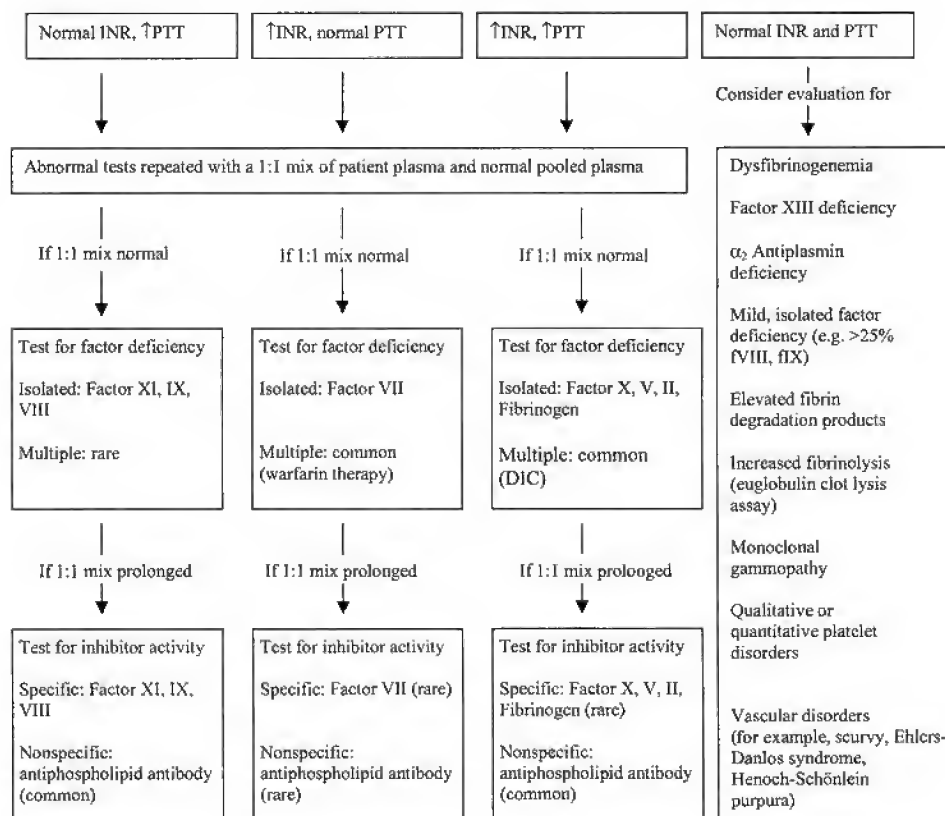 Normal INR, ↑PTT
↑INR, normal PTT
↑INR, ↑PTT
Normal INR and PTT
Consider evaluation for
Abnormal tests repeated with a 1:1 mix of patient plasma and normal pooled plasma
If 1:1 mix normal
If 1:1 mix normal
If 1:1 mix normal
Test for factor deficiency
Isolated: Factor XI, IX,
VIII
Multiple: rare
Test for factor deficiency
Isolated: Factor VII
Multiple: common
(warfarin therapy)
Test for factor deficiency
Isolated: Factor X, V, II,
Fibrinogen
Multiple: common
(DIC)
If 1:1 mix prolonged
If 1:1 mix prolonged
If 1:1 mix prolonged
Test for inhibitor activity
Specific: Factor XI, IX,
VIII
Nonspecific:
antiphospholipid antibody
(common)
Test for inhibitor activity
Specific: Factor VII (rare)
Nonspecific:
antiphospholipid antibody
(rare)
Test for inhibitor activity
Specific: Factor X, V, II,
Fibrinogen (rare)
Nonspecific:
antiphospholipid antibody
(common)
Dysfibrinogenemia
Factor XIII deficiency
α₂ Antiplasmin
deficiency
Mild, isolated factor
deficiency (e.g. >25%
fVIII, fIX)
Elevated fibrin
degradation products
Increased fibrinolysis
(euglobulin clot lysis
assay)
Monoclonal
gammopathy
Qualitative or
quantitative platelet
disorders
Vascular disorders
(for example, scurvy, Ehlers-
Danlos syndrome,
Henoch-Schönlein
purpura)